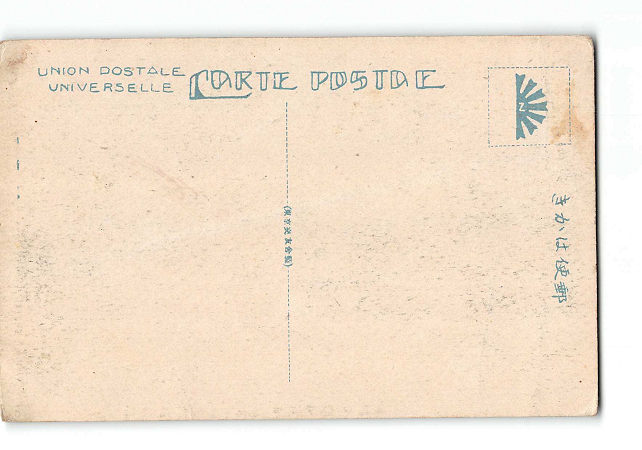 UNION POSTALE
UNIVERSELLE
CARTE POSTALE
Z
きかは便郵